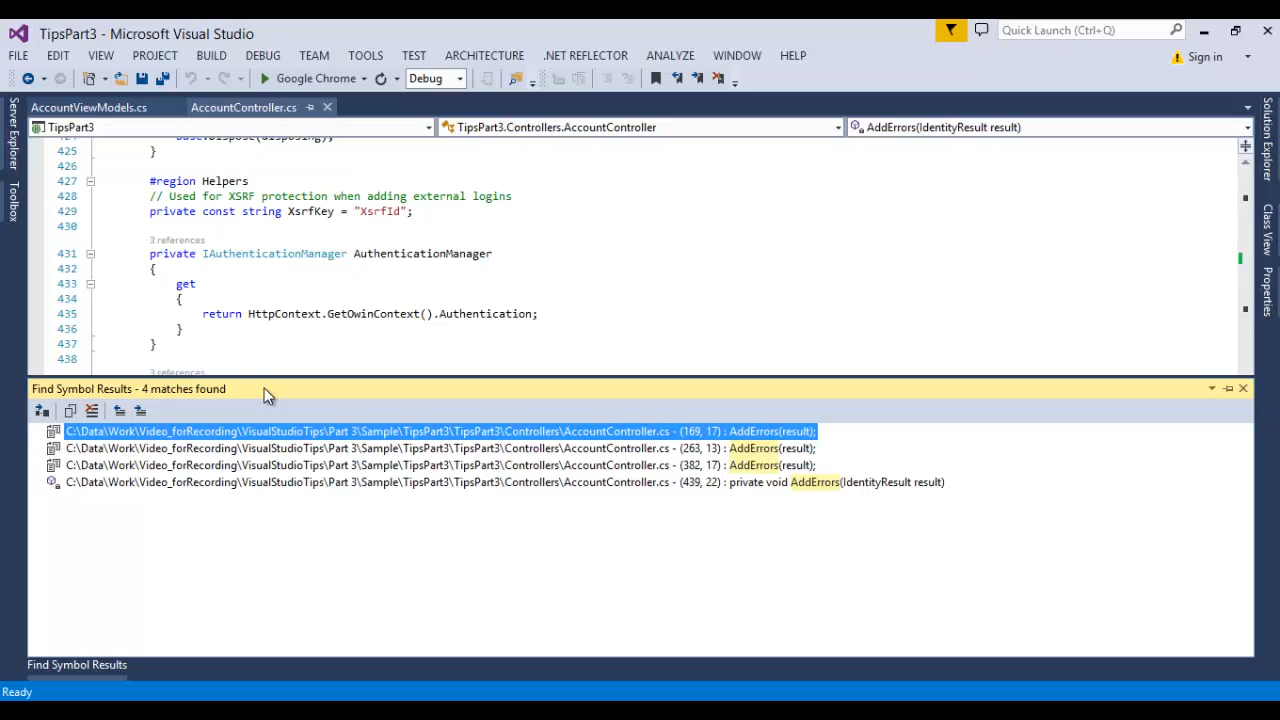 TipsPart3 - Microsoft Visual Studio
Quick Launch (Ctrl+Q)
FILE EDIT VIEW PROJECT BUILD DEBUG TEAM TOOLS TEST ARCHITECTURE .NET REFLECTOR ANALYZE WINDOW HELP
Sign in
Google Chrome Debug
Server Explorer
Toolbox
AccountViewModels.cs AccountController.cs
TipsPart3 TipsPart3.Controllers.AccountController AddErrors(IdentityResult result)
424 base.Dispose(disposing);
425 }
426
427 #region Helpers
428 // Used for XSRF protection when adding external logins
429 private const string XsrfKey = "XsrfId";
430
3 references
431 private IAuthenticationManager AuthenticationManager
432 {
433 get
434 {
435 return HttpContext.GetOwinContext().Authentication;
436 }
437 }
438
3 references
Find Symbol Results - 4 matches found
C:\Data\Work\Video_forRecording\VisualStudioTips\Part 3\Sample\TipsPart3\TipsPart3\Controllers\AccountController.cs - (169, 17) : AddErrors(result);
C:\Data\Work\Video_forRecording\VisualStudioTips\Part 3\Sample\TipsPart3\TipsPart3\Controllers\AccountController.cs - (263, 13) : AddErrors(result);
C:\Data\Work\Video_forRecording\VisualStudioTips\Part 3\Sample\TipsPart3\TipsPart3\Controllers\AccountController.cs - (382, 17) : AddErrors(result);
C:\Data\Work\Video_forRecording\VisualStudioTips\Part 3\Sample\TipsPart3\TipsPart3\Controllers\AccountController.cs - (439, 22) : private void AddErrors(IdentityResult result)
Find Symbol Results
Solution Explorer
Class View
Properties
Ready